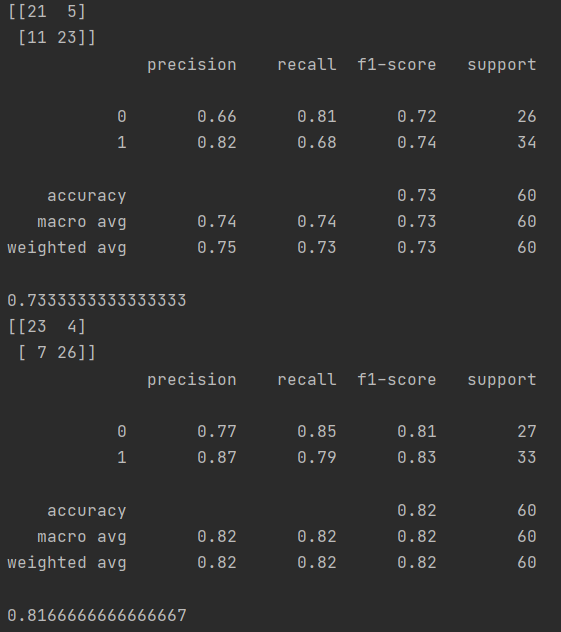 [[21  5]
 [11 23]]
              precision    recall  f1-score   support

           0       0.66      0.81      0.72        26
           1       0.82      0.68      0.74        34

    accuracy                           0.73        60
   macro avg       0.74      0.74      0.73        60
weighted avg       0.75      0.73      0.73        60

0.7333333333333333
[[23  4]
 [ 7 26]]
              precision    recall  f1-score   support

           0       0.77      0.85      0.81        27
           1       0.87      0.79      0.83        33

    accuracy                           0.82        60
   macro avg       0.82      0.82      0.82        60
weighted avg       0.82      0.82      0.82        60

0.8166666666666667